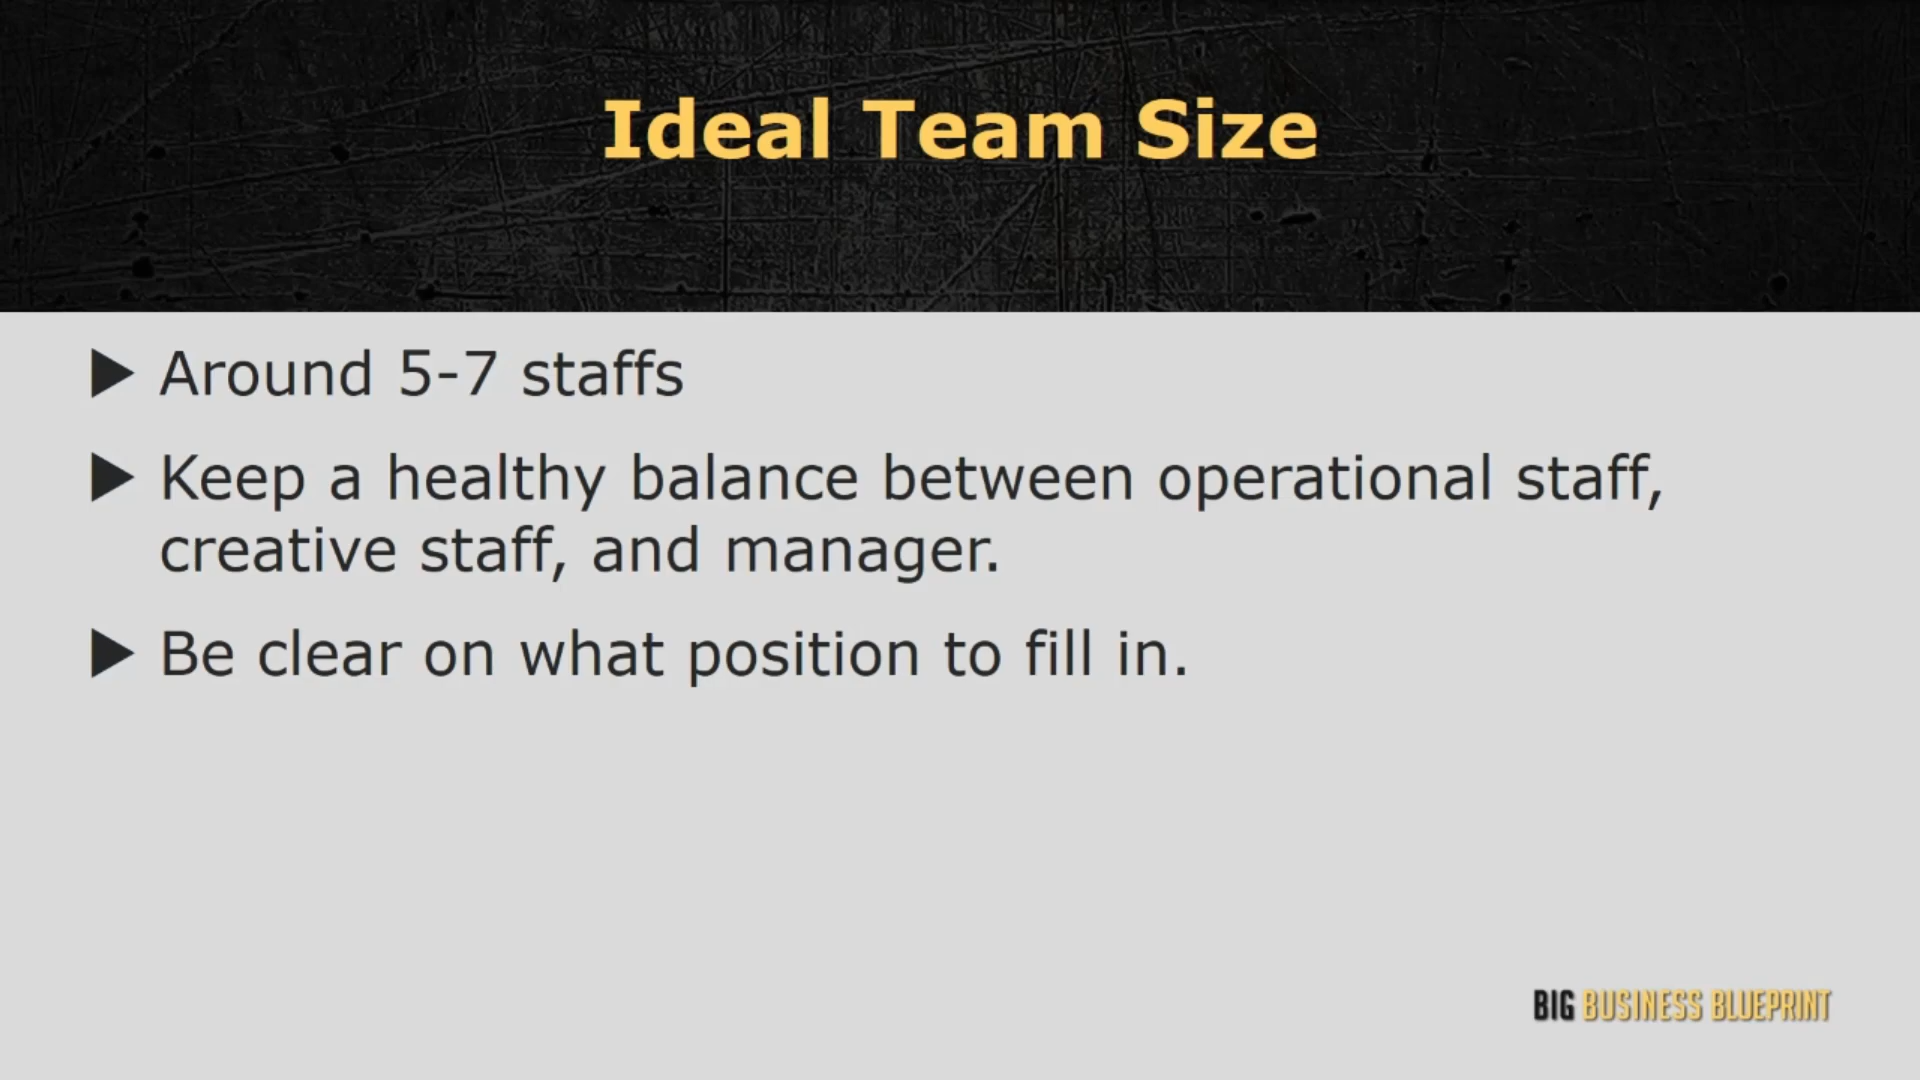 Ideal Team Size
▶ Around 5-7 staffs
▶ Keep a healthy balance between operational staff,
creative staff, and manager.
▶ Be clear on what position to fill in.
BIG BUSINESS BLUEPRINT